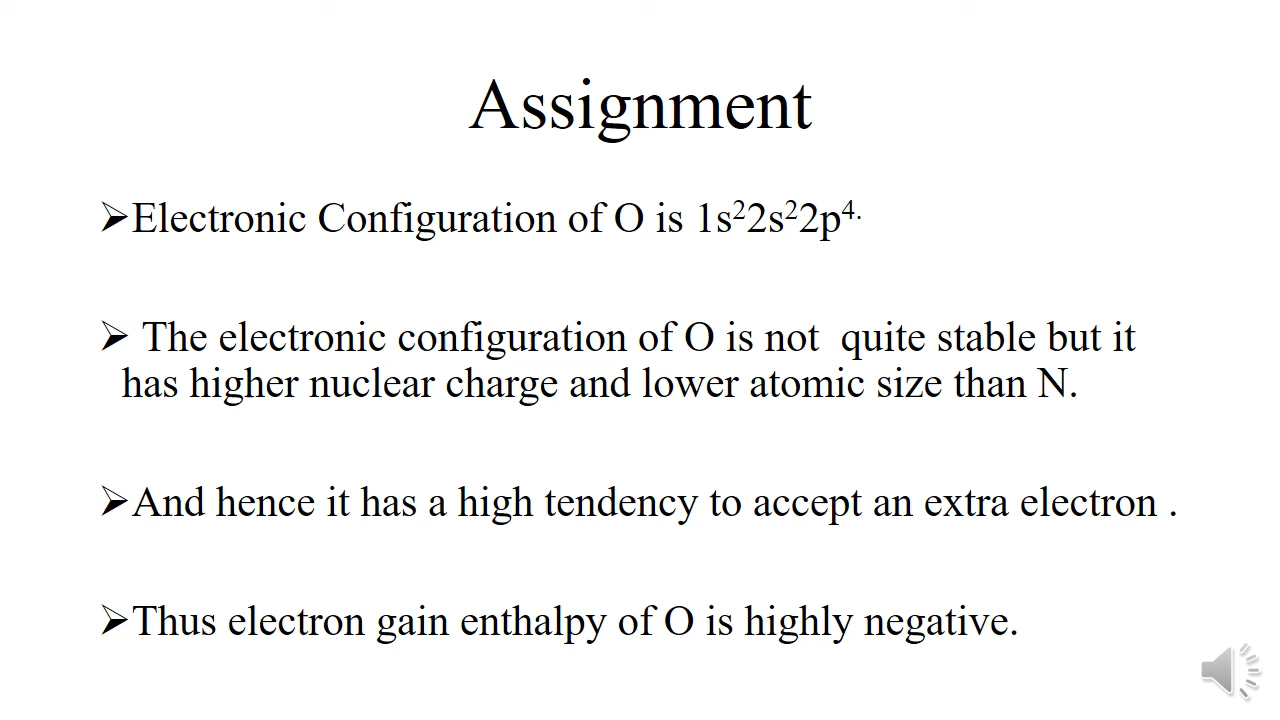 Assignment
➢Electronic Configuration of O is 1s²2s²2p⁴·
➢ The electronic configuration of O is not  quite stable but it
has higher nuclear charge and lower atomic size than N.
➢And hence it has a high tendency to accept an extra electron .
➢Thus electron gain enthalpy of O is highly negative.